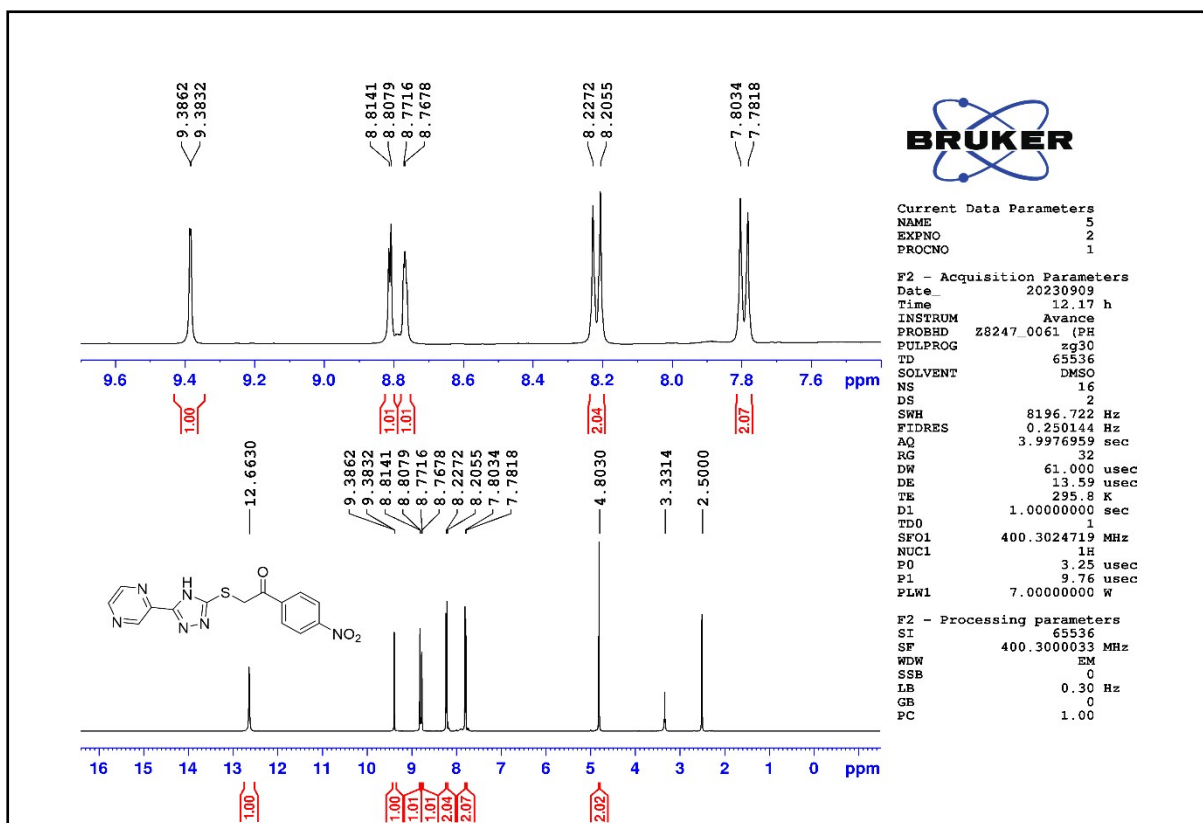 9.3862
9.3832
8.8141
8.8079
8.7716
8.7678
8.2272
8.2055
7.8034
7.7818
9.6 9.4 9.2 9.0 8.8 8.6 8.4 8.2 8.0 7.8 7.6 ppm
1.00 1.01 1.01 2.04 2.07
12.6630
9.3862
9.3832
8.8141
8.8079
8.7716
8.7678
8.2272
8.2055
7.8034
7.7818
4.8030
3.3314
2.5000
N
N
H
N
N
N
S
O
NO2
16 15 14 13 12 11 10 9 8 7 6 5 4 3 2 1 0 ppm
1.00 1.00 1.01 1.01 2.04 2.07 2.02
BRUKER
Current Data Parameters
NAME 5
EXPNO 2
PROCNO 1
F2 - Acquisition Parameters
Date_ 20230909
Time 12.17 h
INSTRUM Avance
PROBHD Z8247_0061 (PH
PULPROG zg30
TD 65536
SOLVENT DMSO
NS 16
DS 2
SWH 8196.722 Hz
FIDRES 0.250144 Hz
AQ 3.9976959 sec
RG 32
DW 61.000 usec
DE 13.59 usec
TE 295.8 K
D1 1.00000000 sec
TD0 1
SFO1 400.3024719 MHz
NUC1 1H
P0 3.25 usec
P1 9.76 usec
PLW1 7.00000000 W
F2 - Processing parameters
SI 65536
SF 400.3000033 MHz
WDW EM
SSB 0
LB 0.30 Hz
GB 0
PC 1.00